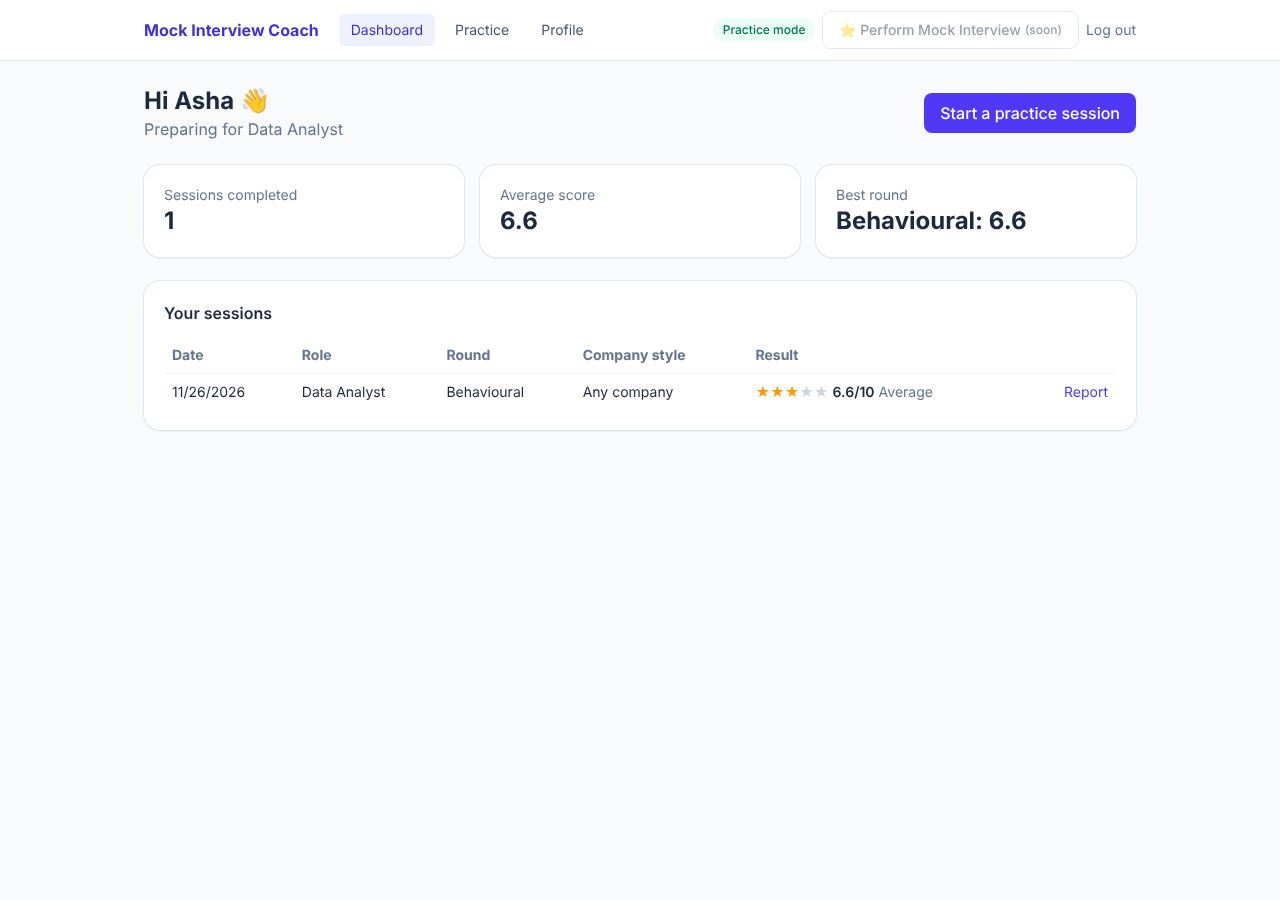 Mock Interview Coach Dashboard Practice Profile Practice mode ⭐ Perform Mock Interview (soon) Log out
Hi Asha 👋
Preparing for Data Analyst
Start a practice session
Sessions completed
1
Average score
6.6
Best round
Behavioural: 6.6
Your sessions
Date Role Round Company style Result
11/26/2026 Data Analyst Behavioural Any company ★★★★★ 6.6/10 Average Report